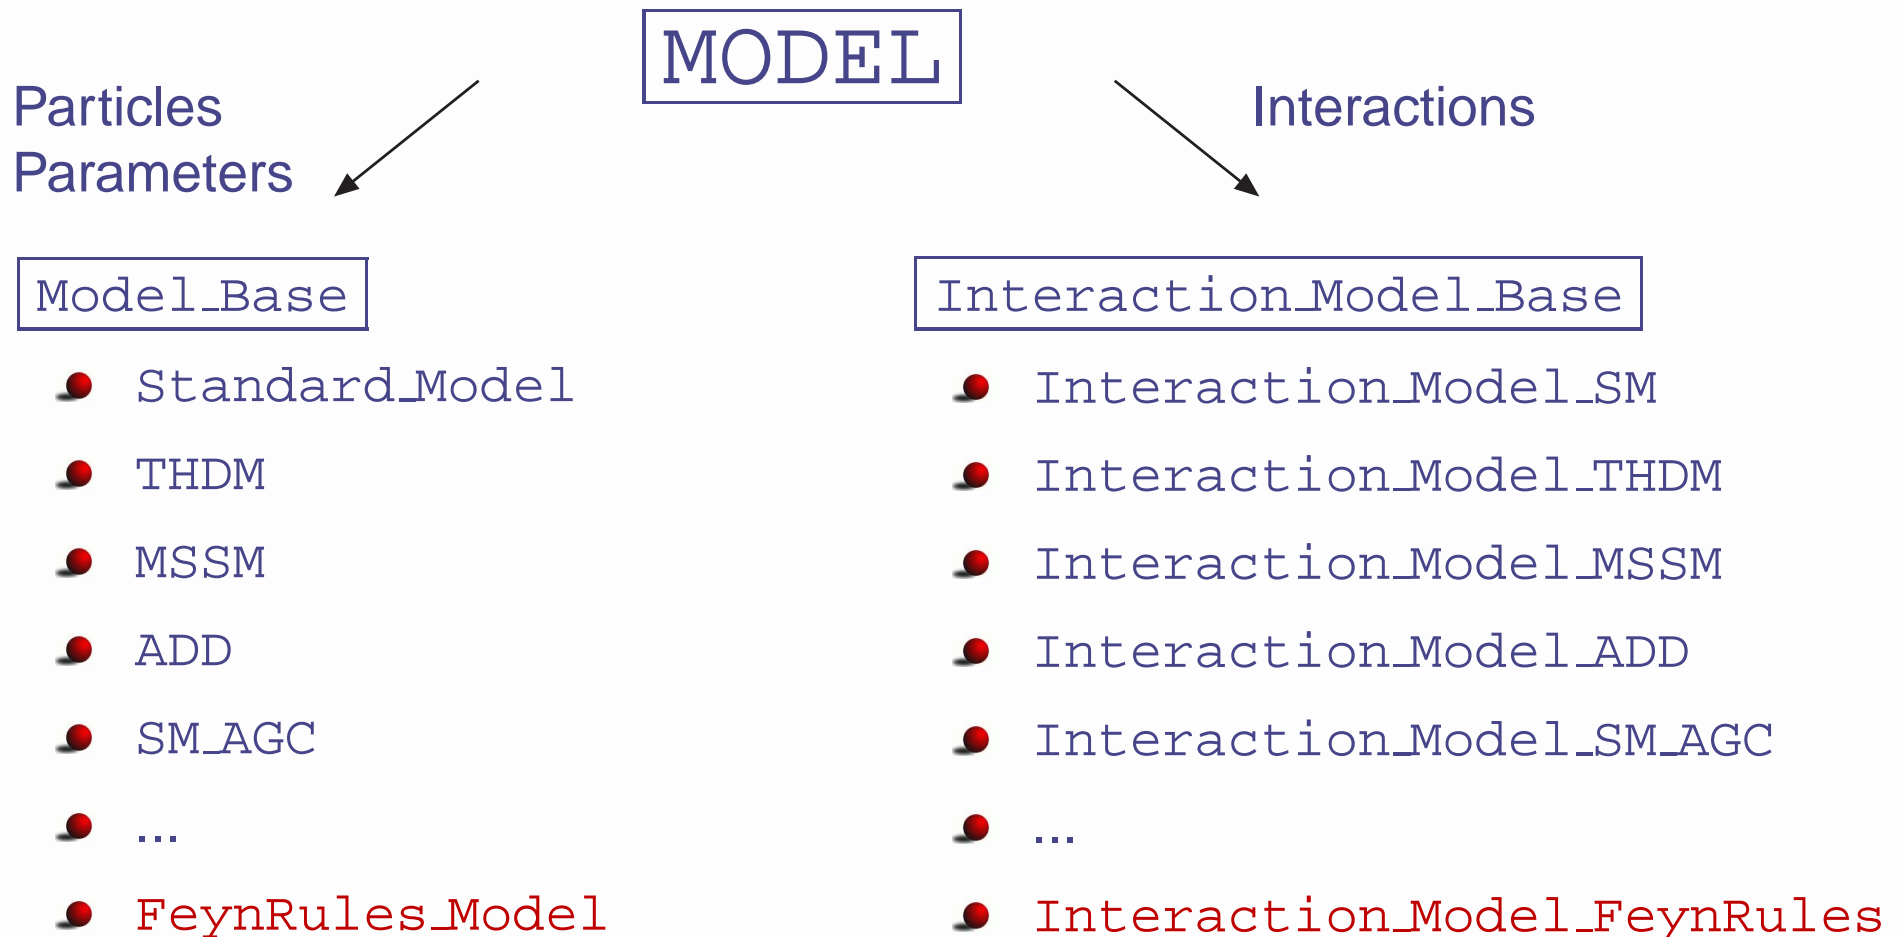 MODEL
Particles
Parameters
Interactions
Model_Base
Standard_Model
THDM
MSSM
ADD
SM_AGC
...
FeynRules_Model
Interaction_Model_Base
Interaction_Model_SM
Interaction_Model_THDM
Interaction_Model_MSSM
Interaction_Model_ADD
Interaction_Model_SM_AGC
...
Interaction_Model_FeynRules